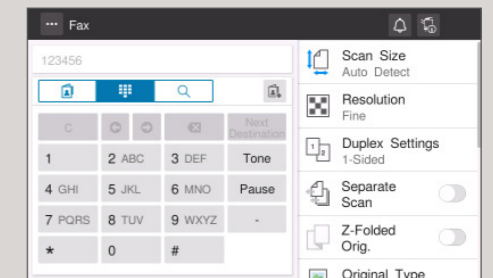 Fax
123456
C
Next
Destination
1
2 ABC
3 DEF
Tone
4 GHI
5 JKL
6 MNO
Pause
7 PQRS
8 TUV
9 WXYZ
-
*
0
#
Scan Size
Auto Detect
Resolution
Fine
Duplex Settings
1-Sided
Separate
Scan
Z-Folded
Orig.
Original Type